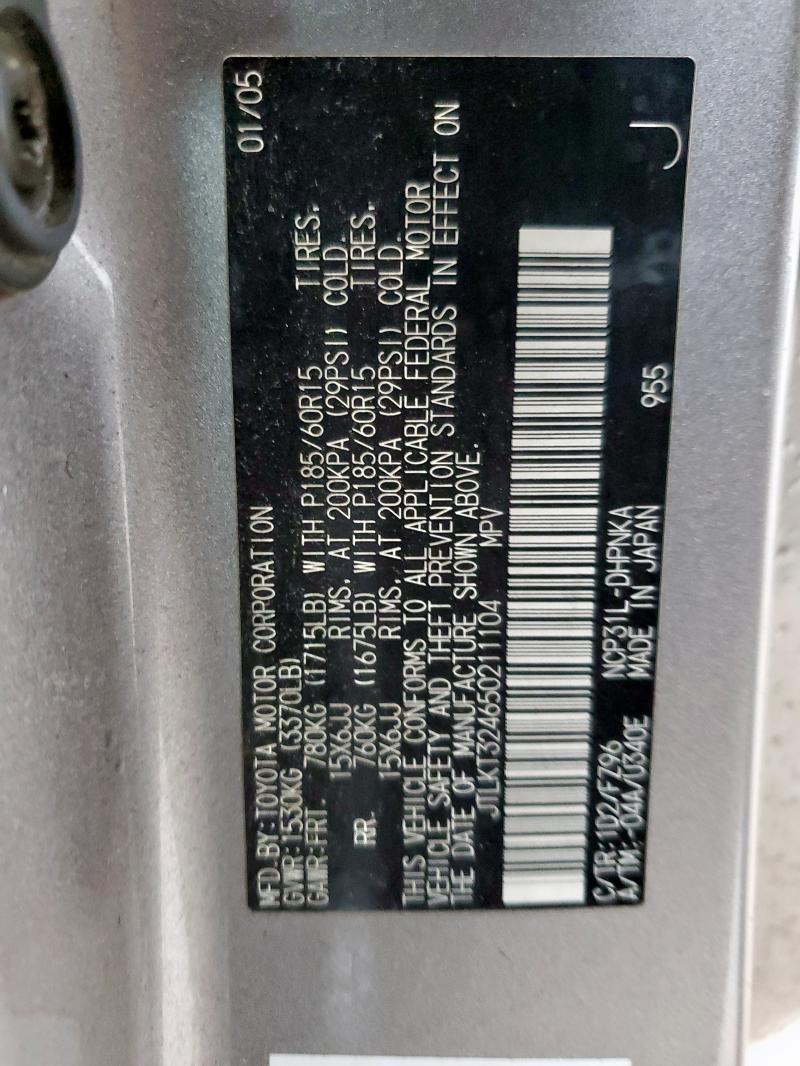 MFD.BY:TOYOTA MOTOR CORPORATION 01/05
GVWR:1530KG (3370LB)
GAWR:FRT. 780KG (1715LB) WITH P185/60R15 TIRES.
15X6JJ RIMS. AT 200KPA (29PSI) COLD.
RR. 760KG (1675LB) WITH P185/60R15 TIRES.
15X6JJ RIMS. AT 200KPA (29PSI) COLD.
THIS VEHICLE CONFORMS TO ALL APPLICABLE FEDERAL MOTOR
VEHICLE SAFETY AND THEFT PREVENTION STANDARDS IN EFFECT ON
THE DATE OF MANUFACTURE SHOWN ABOVE.
JTLKT324650211104 MPV
C/TR:1D2/FZ96 NCP31L-DHPNKA
A/TM:-04A/U340E MADE IN JAPAN 955 J